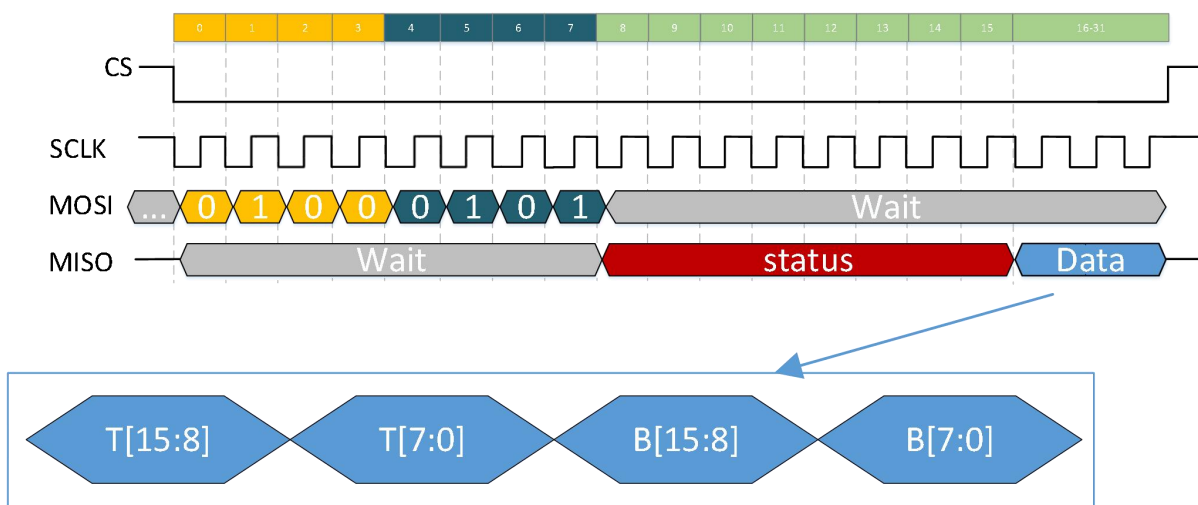 0 1 2 3 4 5 6 7 8 9 10 11 12 13 14 15 16-31
CS
SCLK
MOSI ... 0 1 0 0 0 1 0 1 Wait
MISO Wait status Data
T[15:8] T[7:0] B[15:8] B[7:0]